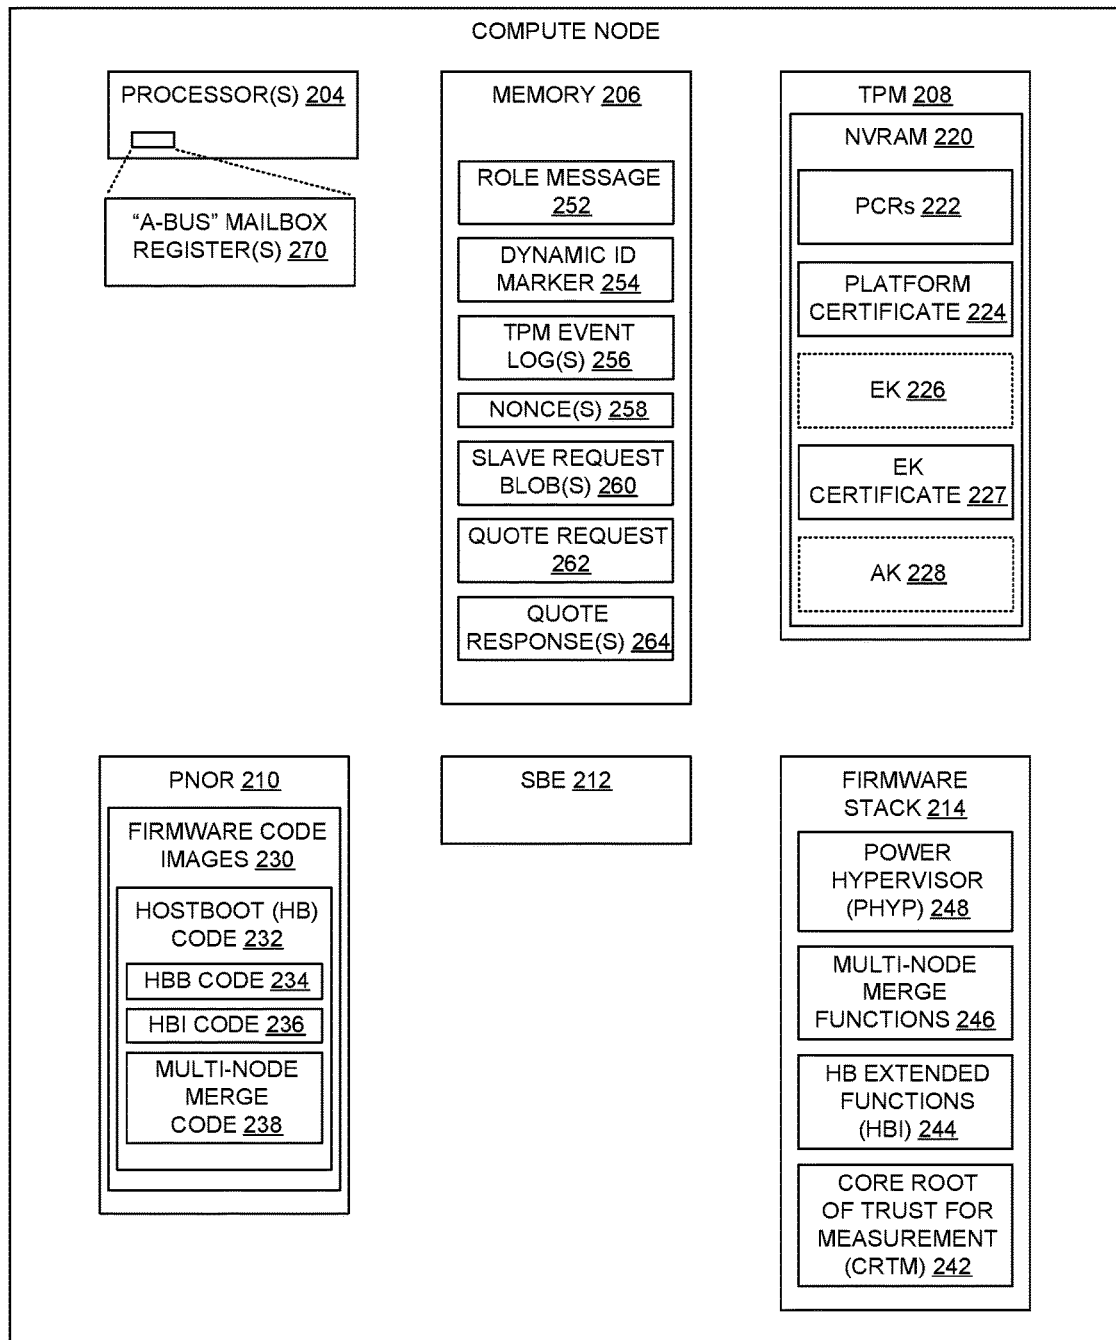 COMPUTE NODE
PROCESSOR(S) 204
"A-BUS" MAILBOX
REGISTER(S) 270
MEMORY 206
ROLE MESSAGE
252
DYNAMIC ID
MARKER 254
TPM EVENT
LOG(S) 256
NONCE(S) 258
SLAVE REQUEST
BLOB(S) 260
QUOTE REQUEST
262
QUOTE
RESPONSE(S) 264
TPM 208
NVRAM 220
PCRs 222
PLATFORM
CERTIFICATE 224
EK 226
EK
CERTIFICATE 227
AK 228
PNOR 210
FIRMWARE CODE
IMAGES 230
HOSTBOOT (HB)
CODE 232
HBB CODE 234
HBI CODE 236
MULTI-NODE
MERGE
CODE 238
SBE 212
FIRMWARE
STACK 214
POWER
HYPERVISOR
(PHYP) 248
MULTI-NODE
MERGE
FUNCTIONS 246
HB EXTENDED
FUNCTIONS
(HBI) 244
CORE ROOT
OF TRUST FOR
MEASUREMENT
(CRTM) 242